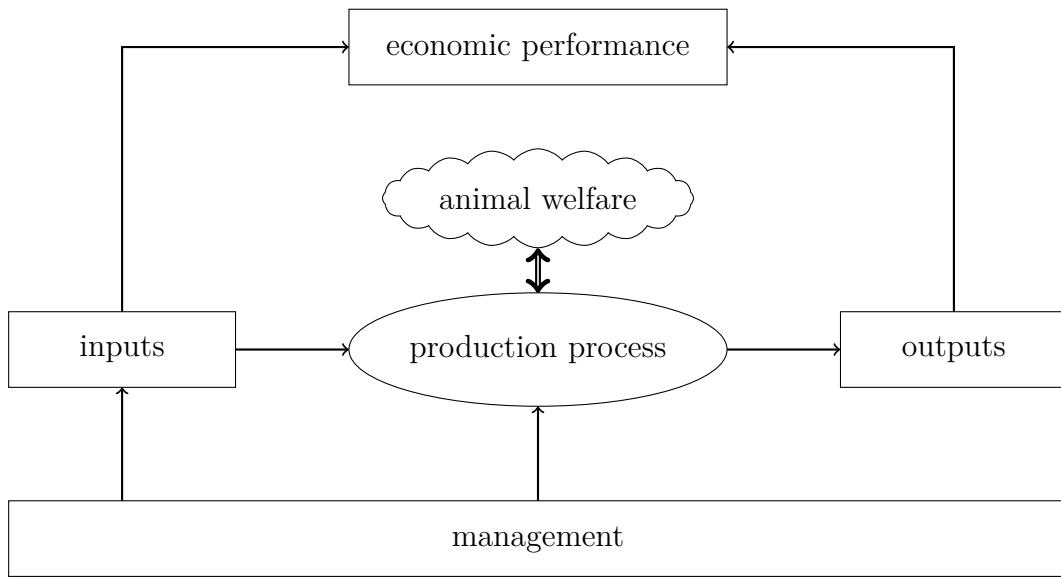 economic performance
animal welfare
inputs
production process
outputs
management